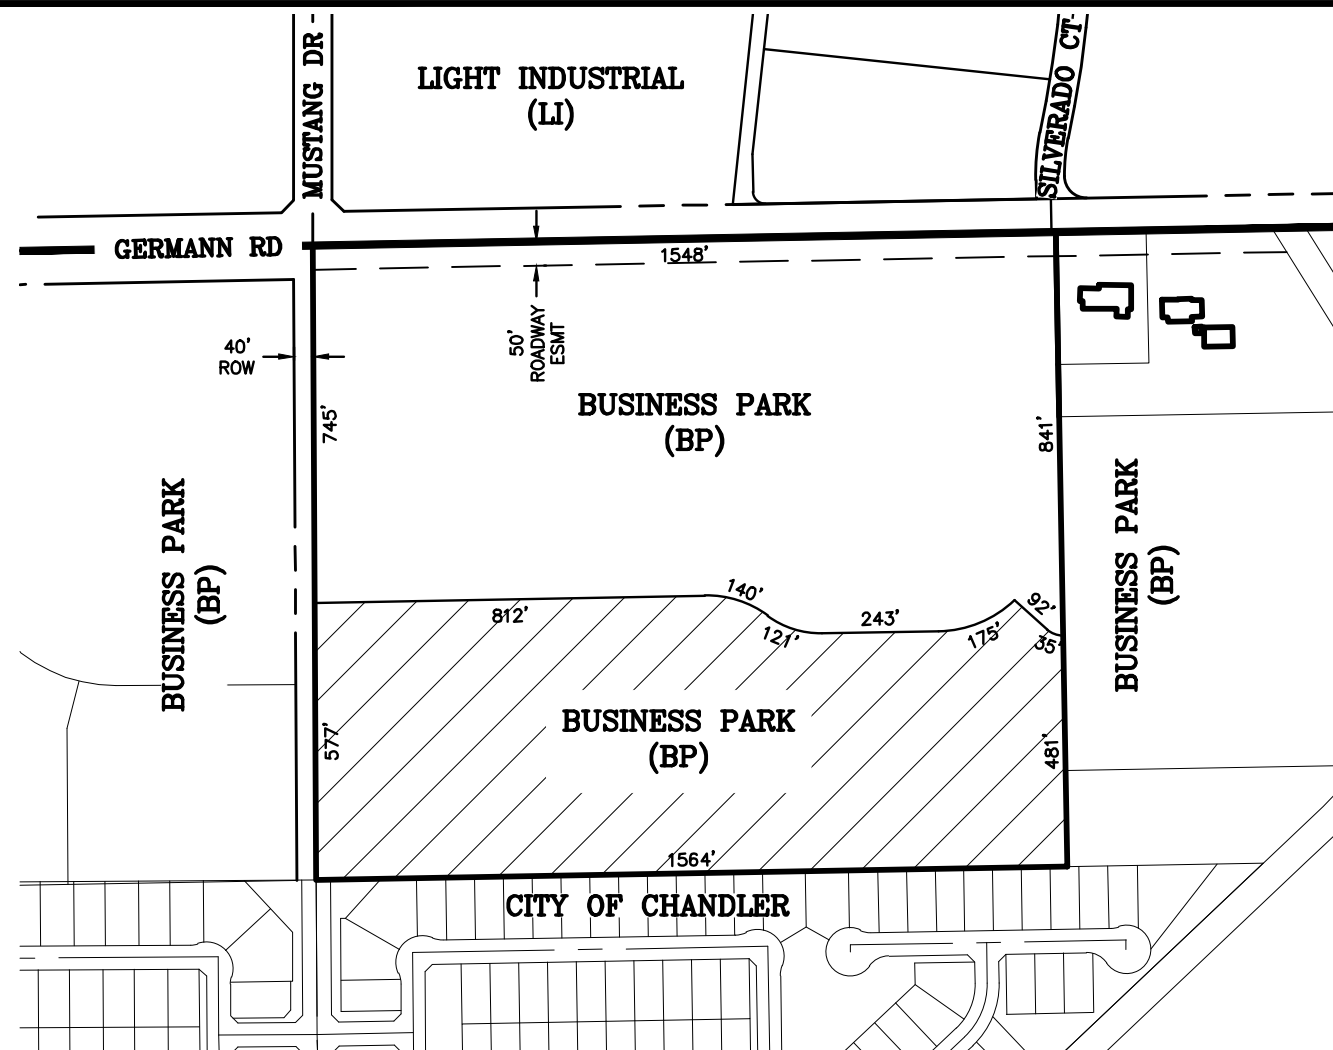 MUSTANG DR
LIGHT INDUSTRIAL
(LI)
SILVERADO CT
GERMANN RD
1548'
40'
ROW
50'
ROADWAY
ESMT
745'
BUSINESS PARK
(BP)
841'
BUSINESS PARK
(BP)
BUSINESS PARK
(BP)
140'
812'
121'
243'
175'
92'
35'
577'
BUSINESS PARK
(BP)
481'
1564'
CITY OF CHANDLER